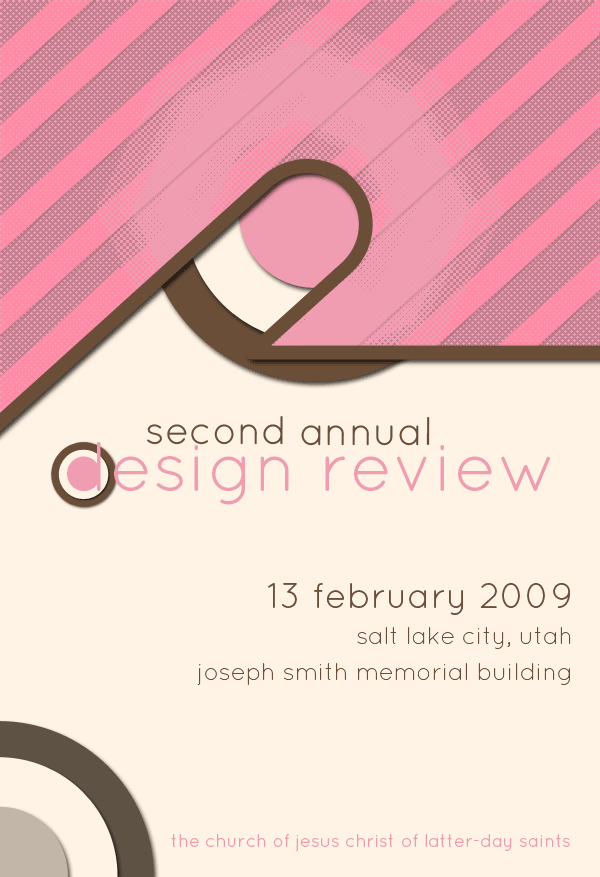 second annual
design review
13 february 2009
salt lake city, utah
joseph smith memorial building
the church of jesus christ of latter-day saints